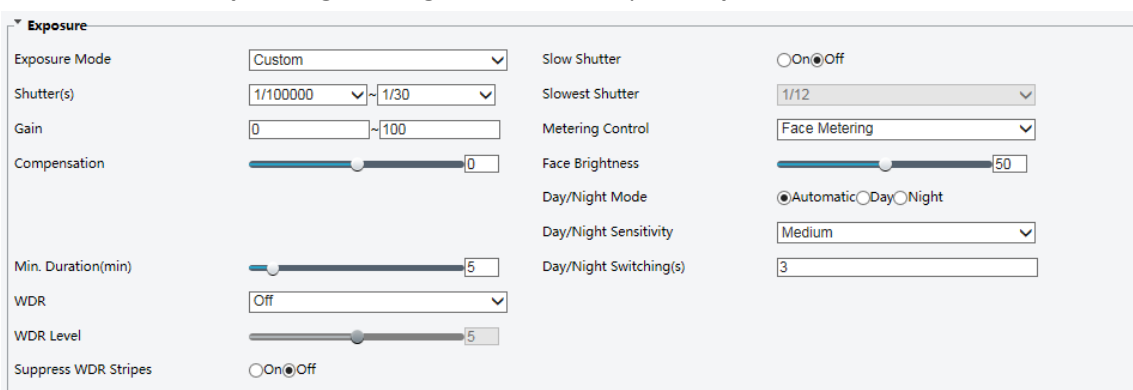 Exposure
Exposure Mode Custom Slow Shutter On Off
Shutter(s) 1/100000 ~ 1/30 Slowest Shutter 1/12
Gain 0 ~ 100 Metering Control Face Metering
Compensation 0 Face Brightness 50
Day/Night Mode Automatic Day Night
Day/Night Sensitivity Medium
Min. Duration(min) 5 Day/Night Switching(s) 3
WDR Off
WDR Level 5
Suppress WDR Stripes On Off